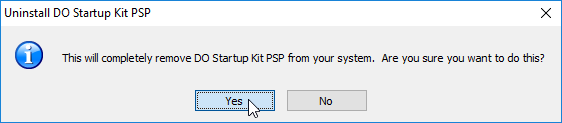 Uninstall DO Startup Kit PSP
This will completely remove DO Startup Kit PSP from your system.  Are you sure you want to do this?
Yes
No